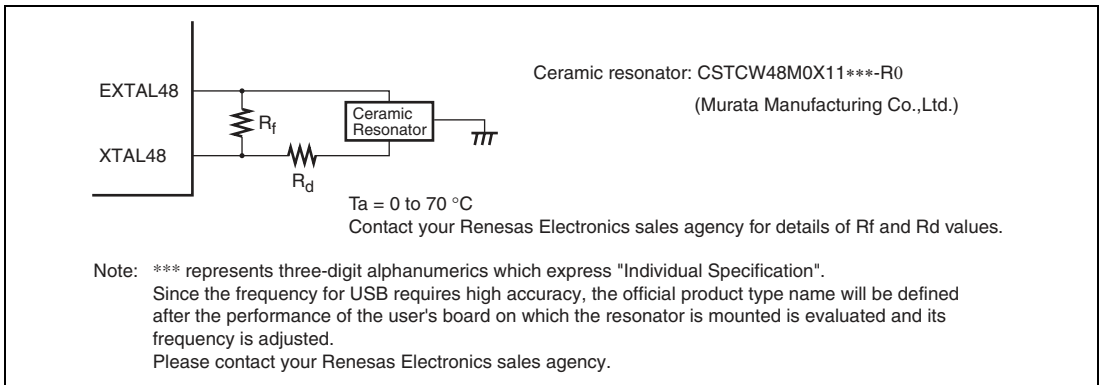 EXTAL48
XTAL48
Rf
Rd
Ceramic
Resonator
Ceramic resonator: CSTCW48M0X11***-R0
(Murata Manufacturing Co.,Ltd.)
Ta = 0 to 70 °C
Contact your Renesas Electronics sales agency for details of Rf and Rd values.
Note: *** represents three-digit alphanumerics which express "Individual Specification".
Since the frequency for USB requires high accuracy, the official product type name will be defined
after the performance of the user's board on which the resonator is mounted is evaluated and its
frequency is adjusted.
Please contact your Renesas Electronics sales agency.